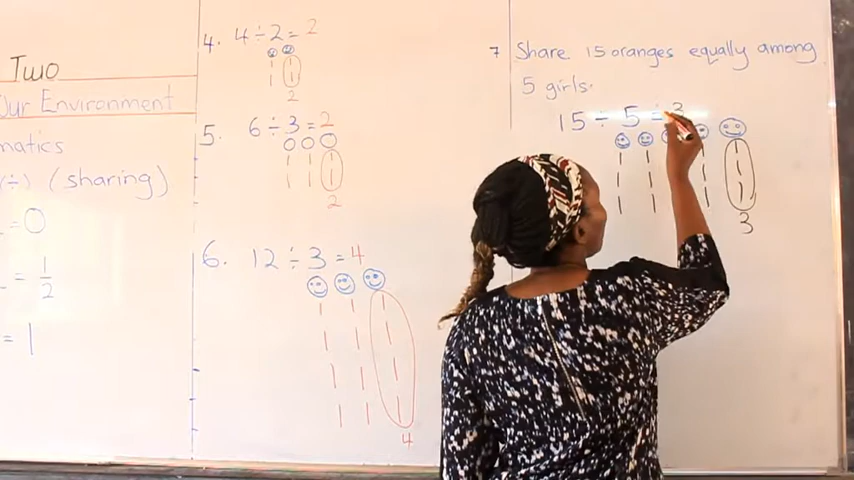 Two
Our Environment
matics
(÷) (Sharing)
= 0
= 1/2
= 1
4. 4 ÷ 2 = 2
2
5. 6 ÷ 3 = 2
2
6. 12 ÷ 3 = 4
4
7 Share 15 oranges equally among
5 girls.
15 ÷ 5 = 3
3